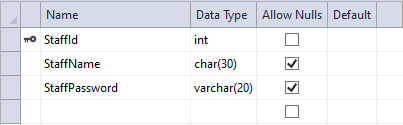 Name Data Type Allow Nulls Default
StaffId int
StaffName char(30)
StaffPassword varchar(20)